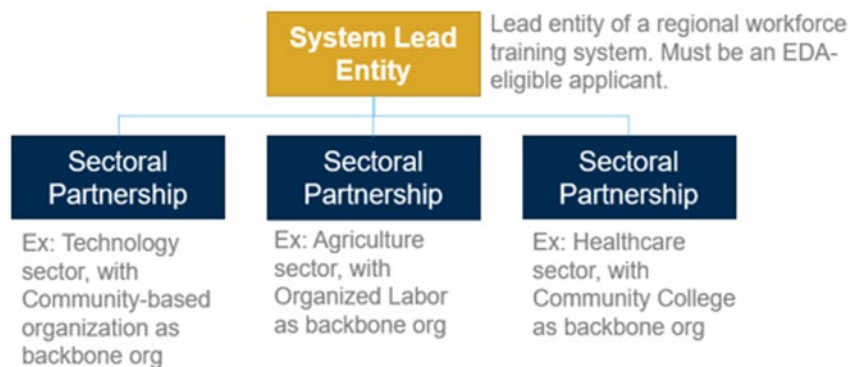 System Lead
Entity
Lead entity of a regional workforce
training system. Must be an EDA-
eligible applicant.
Sectoral
Partnership
Ex: Technology
sector, with
Community-based
organization as
backbone org
Sectoral
Partnership
Ex: Agriculture
sector, with
Organized Labor
as backbone org
Sectoral
Partnership
Ex: Healthcare
sector, with
Community College
as backbone org